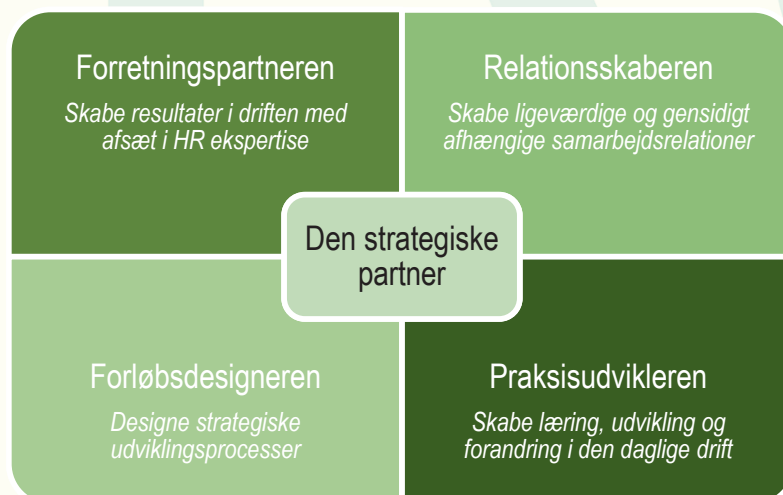 Forretningspartneren
Skabe resultater i driften med
afsæt i HR ekspertise
Relationsskaberen
Skabe ligeværdige og gensidigt
afhængige samarbejdsrelationer
Den strategiske
partner
Forløbsdesigneren
Designe strategiske
udviklingsprocesser
Praksisudvikleren
Skabe læring, udvikling og
forandring i den daglige drift